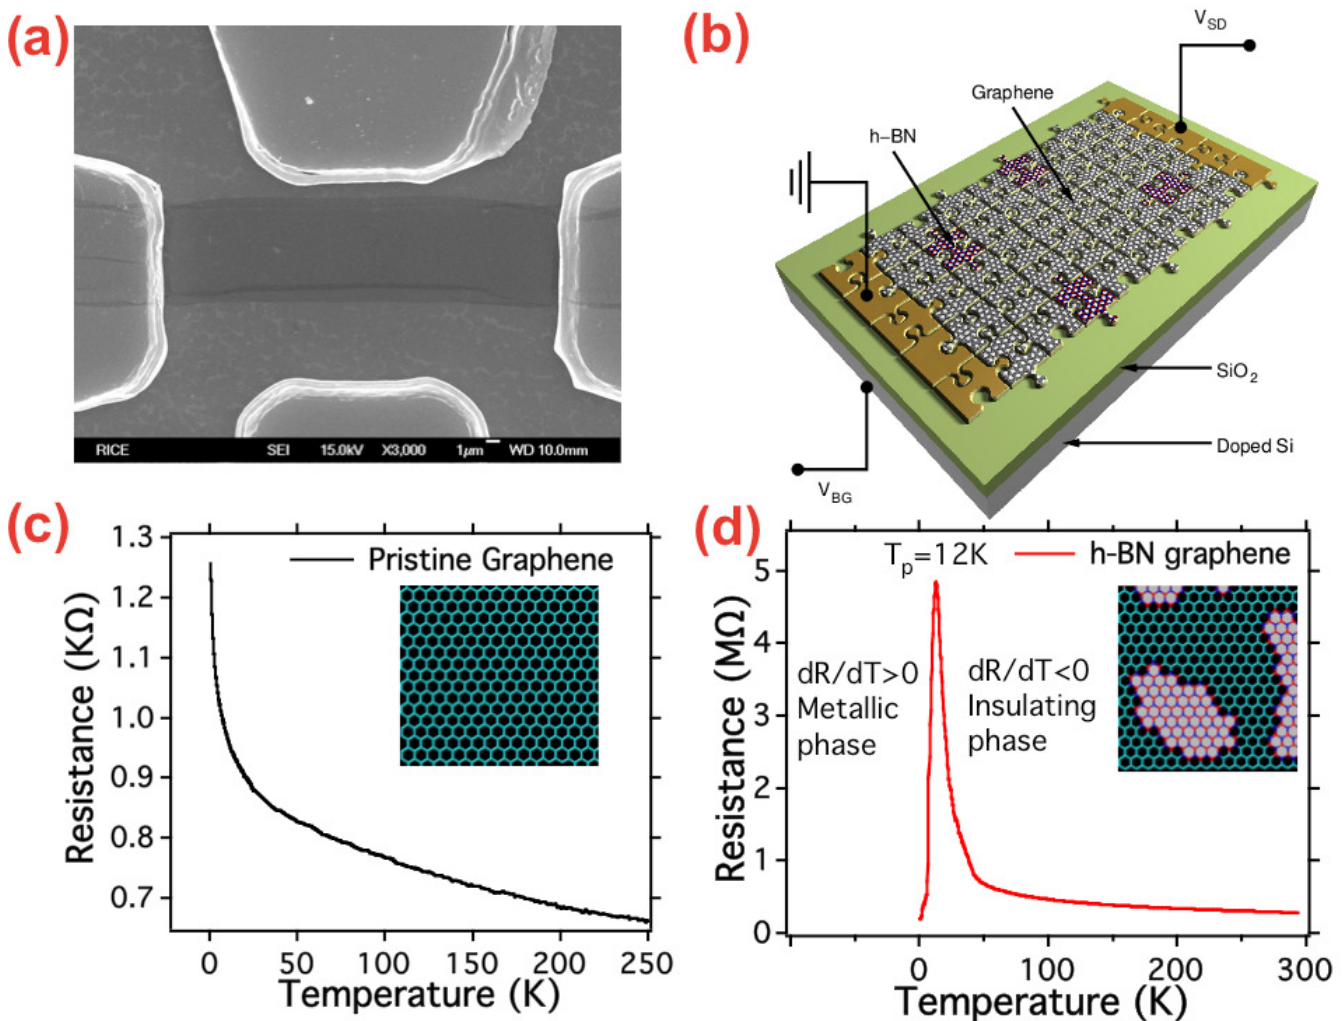 (a)
RICE SEI 15.0kV X3,000 1μm WD 10.0mm
(b)
V_SD
Graphene
h-BN
SiO₂
Doped Si
V_BG
(c)
Pristine Graphene
Resistance (KΩ)
1.3
1.2
1.1
1.0
0.9
0.8
0.7
0 50 100 150 200 250
Temperature (K)
(d)
Tₚ=12K h-BN graphene
dR/dT>0
Metallic
phase
dR/dT<0
Insulating
phase
Resistance (MΩ)
5
4
3
2
1
0
0 100 200 300
Temperature (K)